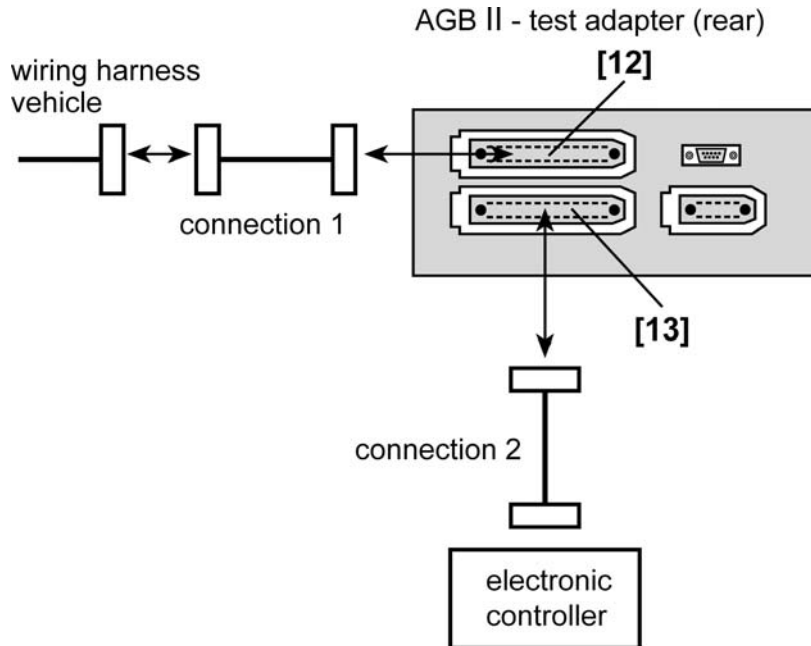 AGB II - test adapter (rear)
[12]
wiring harness
vehicle
connection 1
[13]
connection 2
electronic
controller